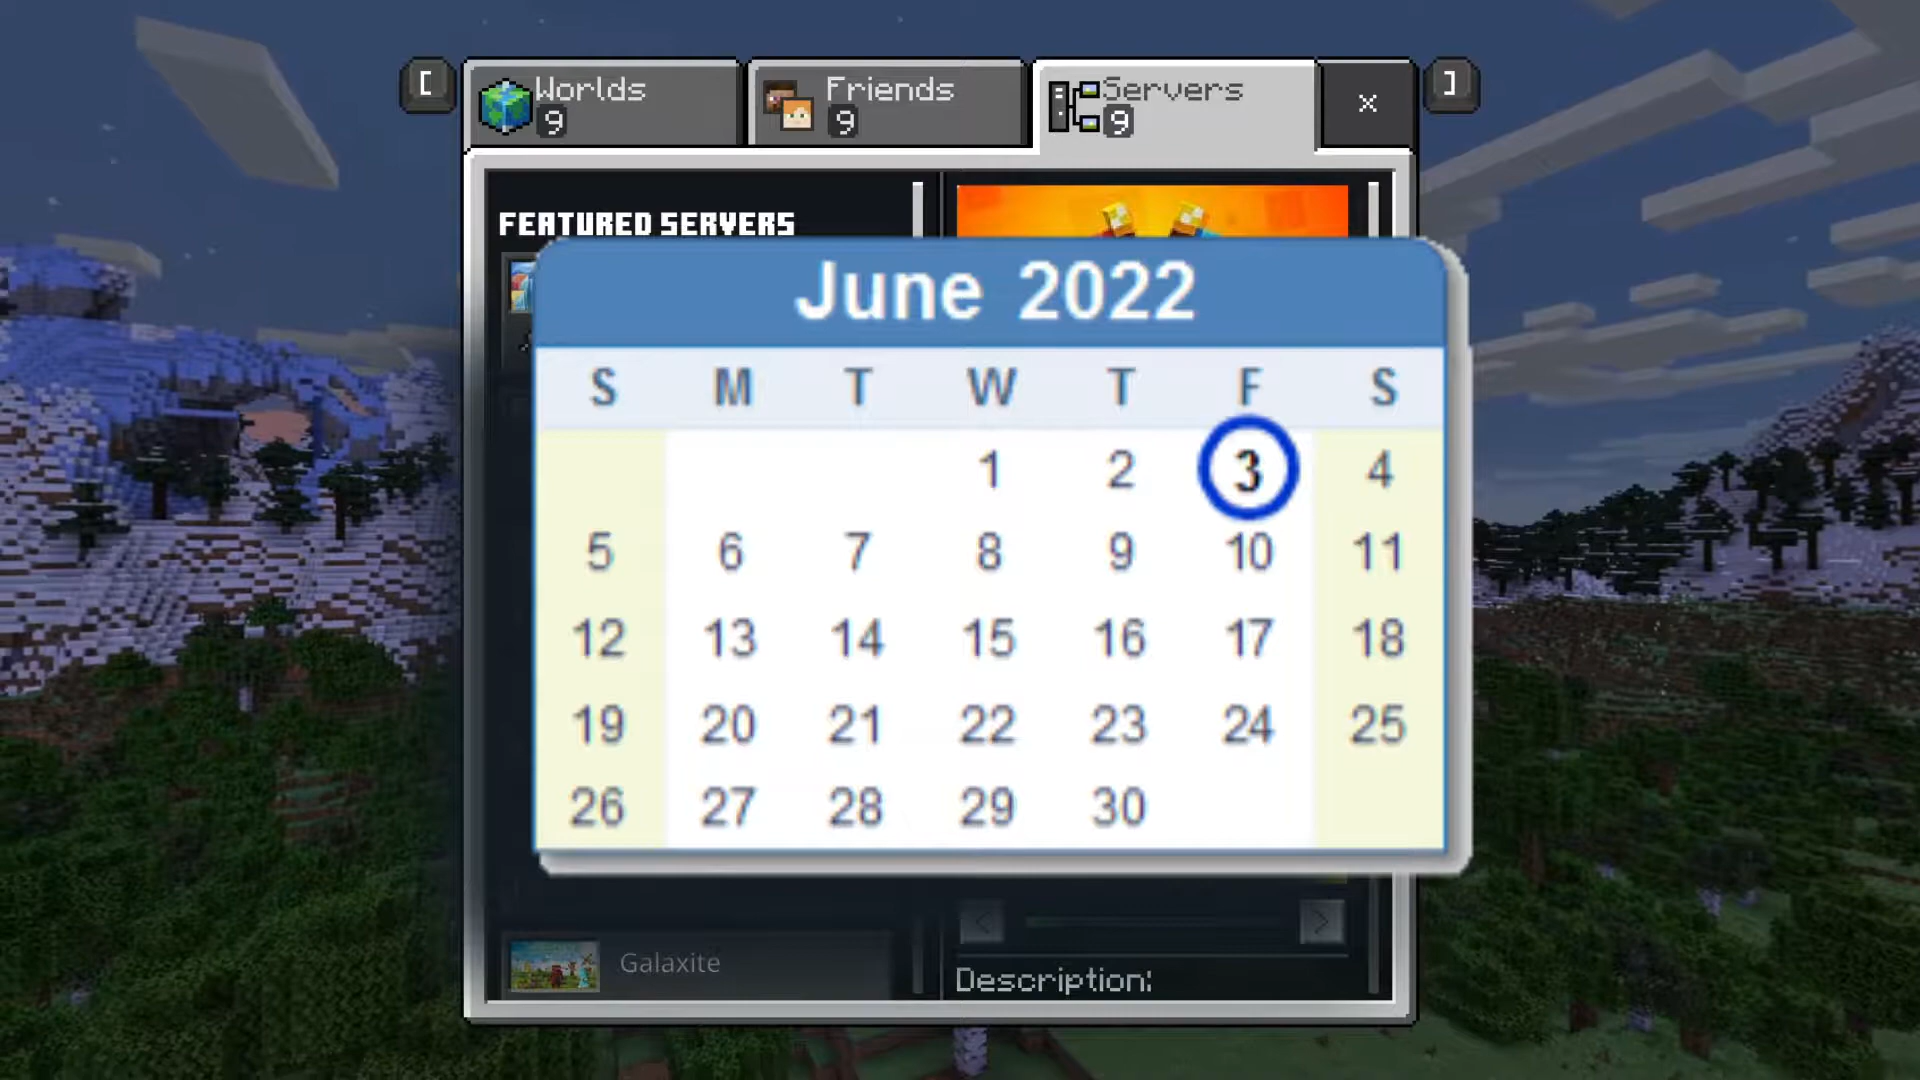 [
Worlds
9
Friends
9
Servers
9
x
]
FEATURED SERVERS
June 2022
S M T W T F S
1 2 3 4
5 6 7 8 9 10 11
12 13 14 15 16 17 18
19 20 21 22 23 24 25
26 27 28 29 30
< >
Galaxite
Description: